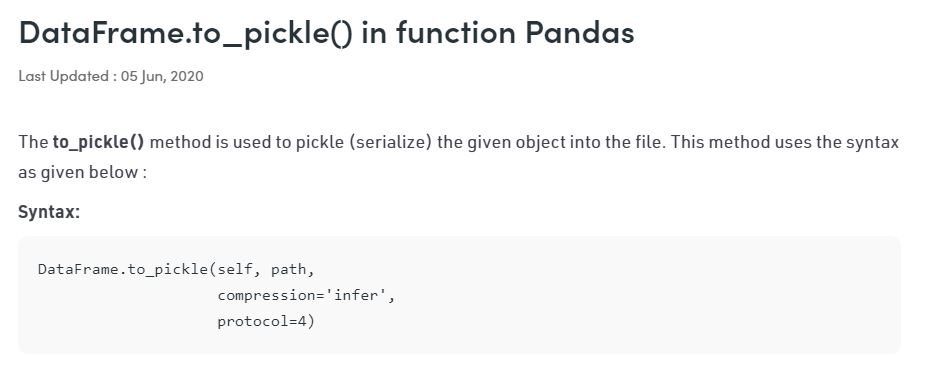 DataFrame.to_pickle() in function Pandas
Last Updated : 05 Jun, 2020
The to_pickle() method is used to pickle (serialize) the given object into the file. This method uses the syntax
as given below :
Syntax:
DataFrame.to_pickle(self, path,
                    compression='infer',
                    protocol=4)